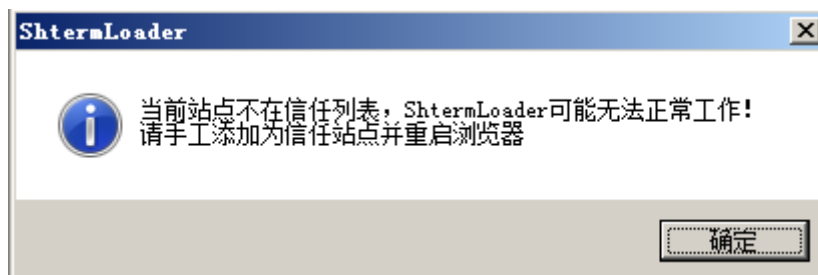 ShtermLoader
当前站点不在信任列表，ShtermLoader可能无法正常工作!
请手工添加为信任站点并重启浏览器
确定